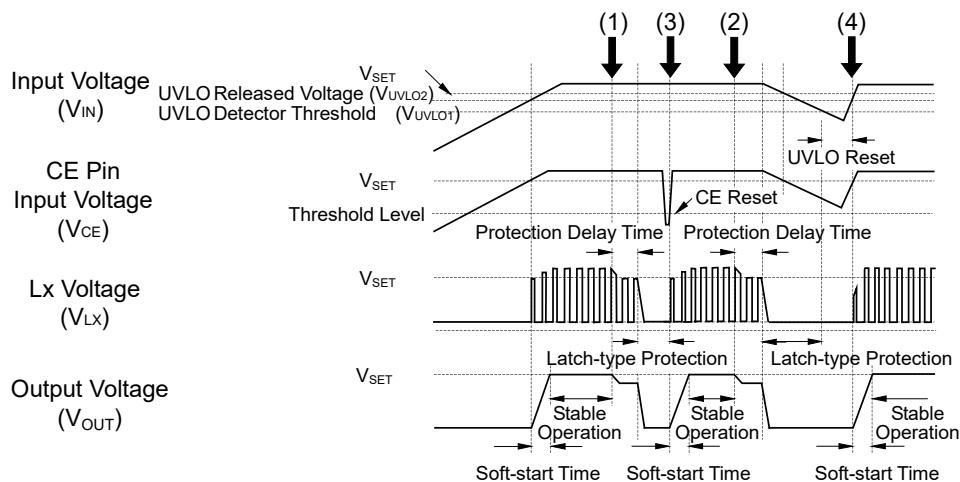 (1) (3) (2) (4)
Input Voltage
(VIN)
VSET
UVLO Released Voltage (VUVLO2)
UVLO Detector Threshold (VUVLO1)
UVLO Reset
CE Pin
Input Voltage
(VCE)
VSET
Threshold Level
CE Reset
Protection Delay Time Protection Delay Time
Lx Voltage
(VLX)
VSET
Latch-type Protection Latch-type Protection
Output Voltage
(VOUT)
VSET
Stable
Operation
Stable
Operation
Stable
Operation
Soft-start Time Soft-start Time Soft-start Time